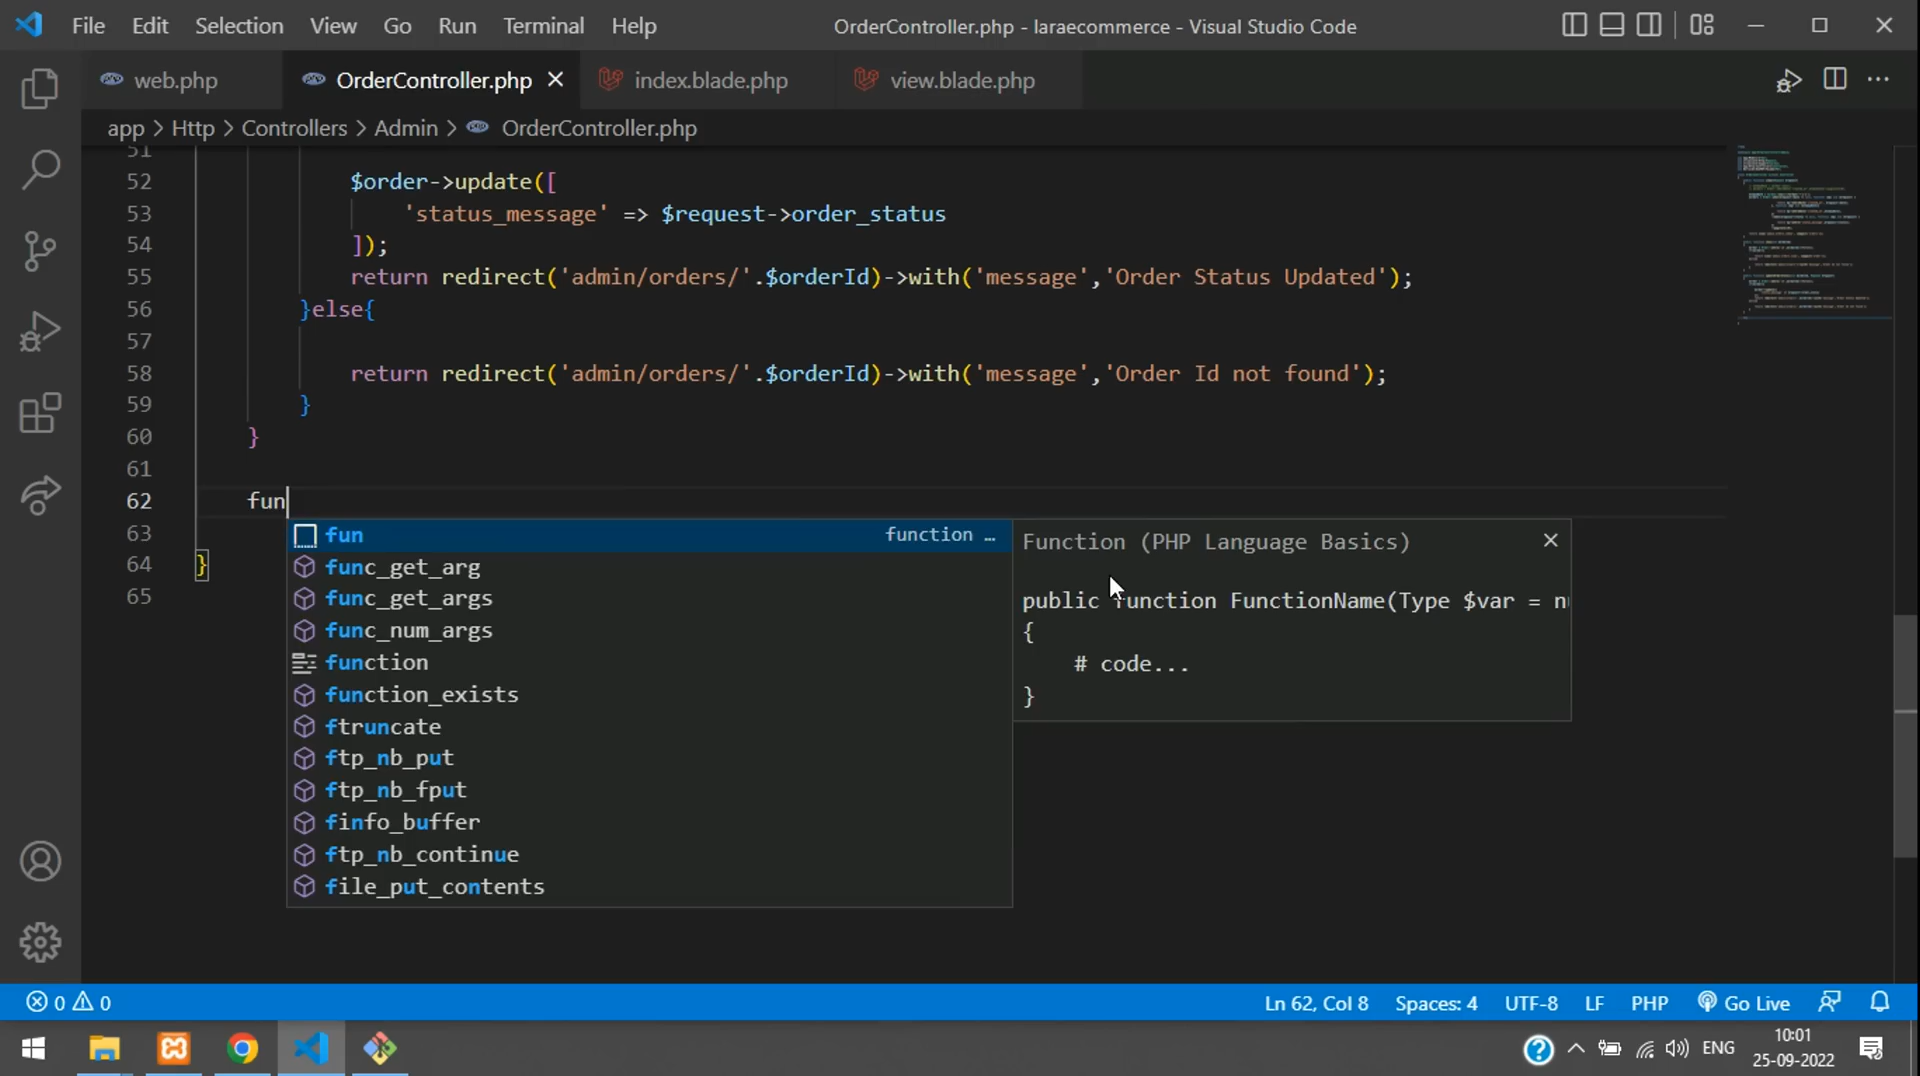 File Edit Selection View Go Run Terminal Help OrderController.php - laraecommerce - Visual Studio Code
web.php OrderController.php index.blade.php view.blade.php
app > Http > Controllers > Admin > OrderController.php
51
52 $order->update([
53 'status_message' => $request->order_status
54 ]);
55 return redirect('admin/orders/'.$orderId)->with('message','Order Status Updated');
56 }else{
57
58 return redirect('admin/orders/'.$orderId)->with('message','Order Id not found');
59 }
60 }
61
62 fun
63
64 }
65
fun function …
func_get_arg
func_get_args
func_num_args
function
function_exists
ftruncate
ftp_nb_put
ftp_nb_fput
finfo_buffer
ftp_nb_continue
file_put_contents
Function (PHP Language Basics)
public function FunctionName(Type $var =
{
# code...
}
0 0 Ln 62, Col 8 Spaces: 4 UTF-8 LF PHP Go Live
ENG 10:01
25-09-2022